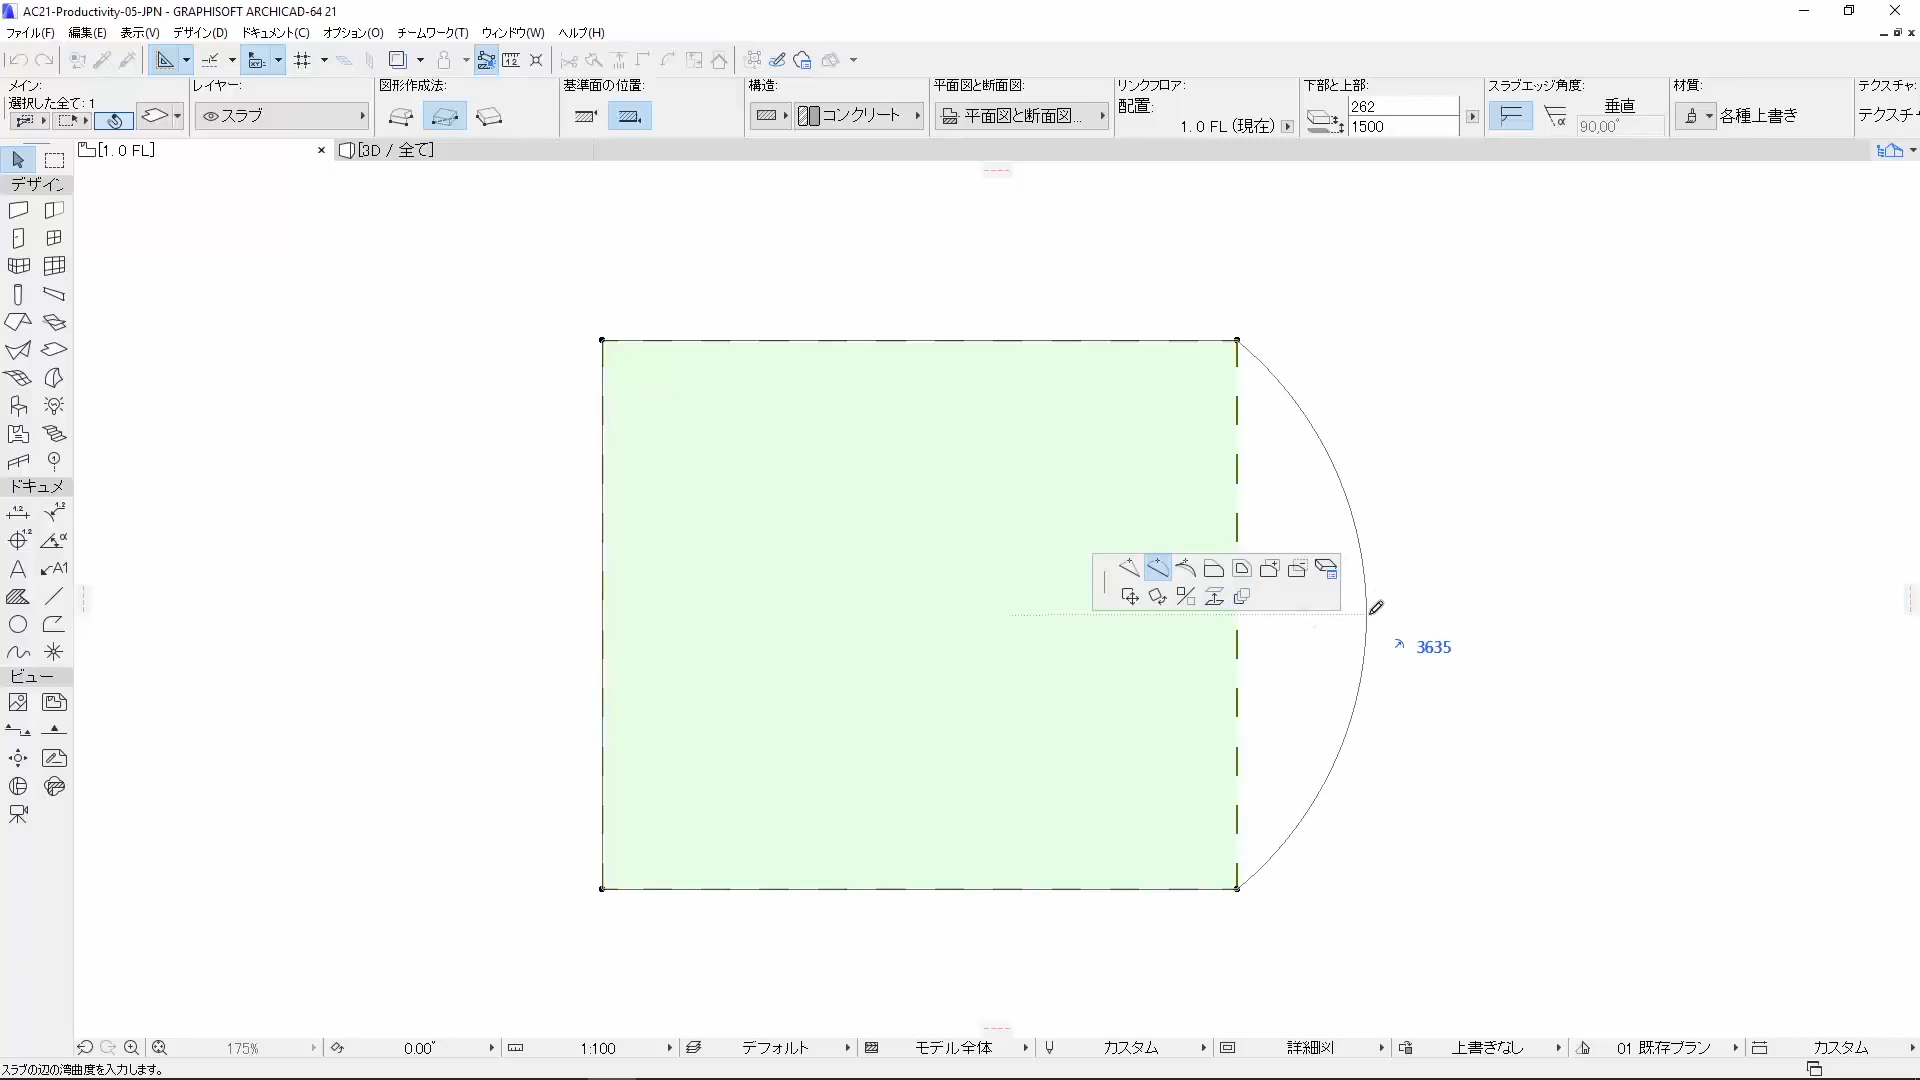 AC21-Productivity-05-JPN - GRAPHISOFT ARCHICAD-64 21
ファイル(F) 編集(E) 表示(V) デザイン(D) ドキュメント(C) オプション(O) チームワーク(T) ウィンドウ(W) ヘルプ(H)
メイン: レイヤー: 図形作成法: 基準面の位置: 構造: 平面図と断面図: リンクフロア: 下部と上部: スラブエッジ角度: 材質: テクスチャ:
選択した全て: 1 配置: 262 垂直
スラブ コンクリート 平面図と断面図... 各種上書き テクスチ
1. 0 FL (現在) 1500 90,00°
[1. 0 FL] [3D / 全て]
デザイン
ドキュメ
1.2 1.2
1.2 α
A A1
ビュー
3635
175% 0.00° 1:100 デフォルト モデル全体 カスタム 詳細図 上書きなし 01 既存プラン カスタム
スラブの辺の湾曲度を入力します。